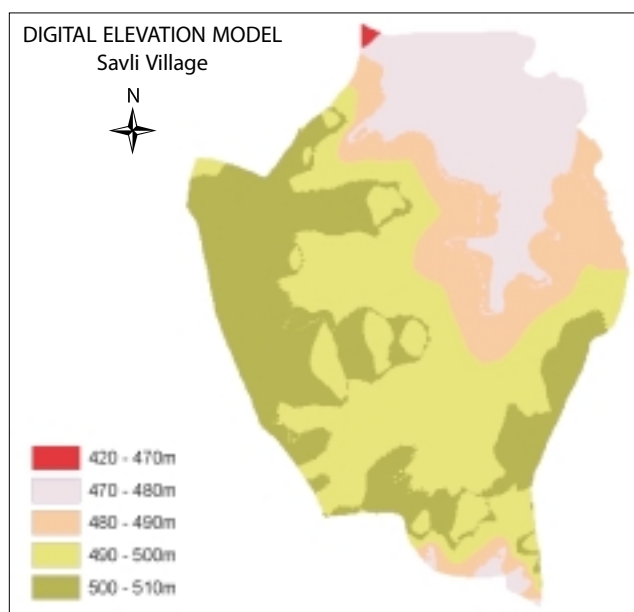 DIGITAL ELEVATION MODEL
Savli Village
N
420 - 470m
470 - 480m
480 - 490m
490 - 500m
500 - 510m